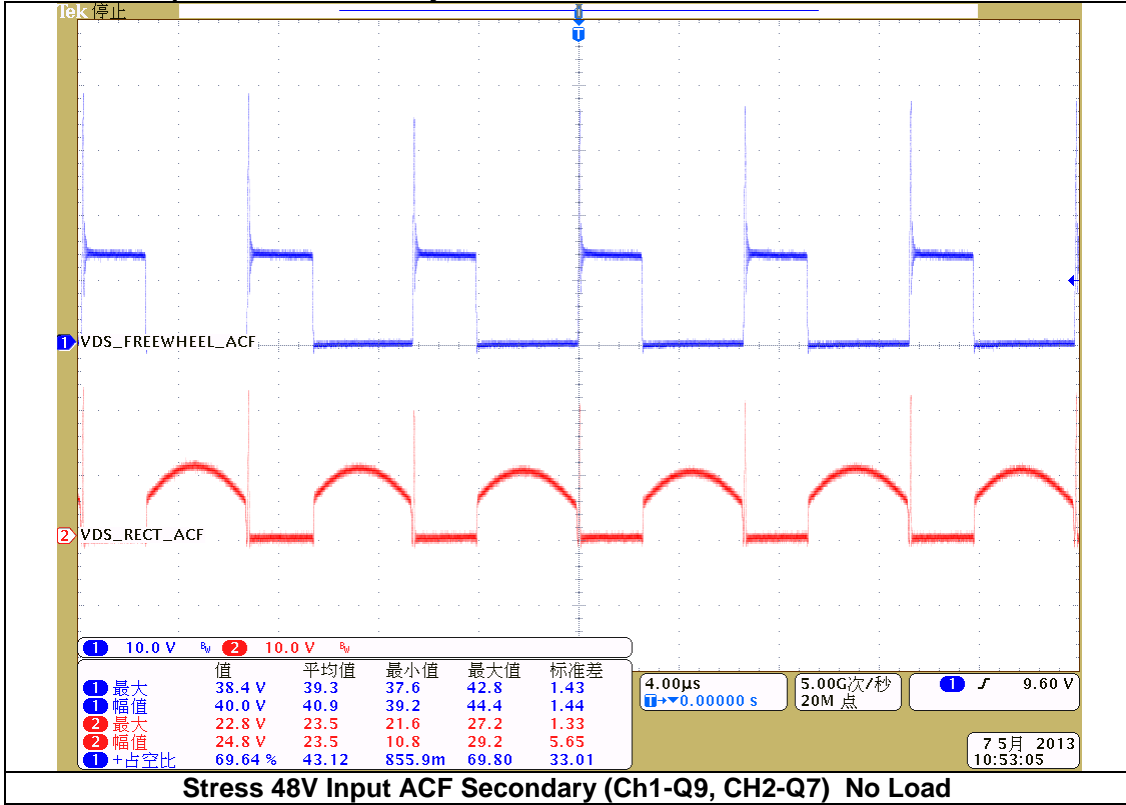 Tek 停止
T
1 VDS_FREEWHEEL_ACF
2 VDS_RECT_ACF
1 10.0 V BW 2 10.0 V BW
值 平均值 最小值 最大值 标准差
1 最大 38.4 V 39.3 37.6 42.8 1.43
1 幅值 40.0 V 40.9 39.2 44.4 1.44
2 最大 22.8 V 23.5 21.6 27.2 1.33
2 幅值 24.8 V 23.5 10.8 29.2 5.65
1 +占空比 69.64 % 43.12 855.9m 69.80 33.01
4.00µs
T→▼0.00000 s
5.00G次/秒
20M 点
1 9.60 V
7 5月 2013
10:53:05
Stress 48V Input ACF Secondary (Ch1-Q9, CH2-Q7) No Load